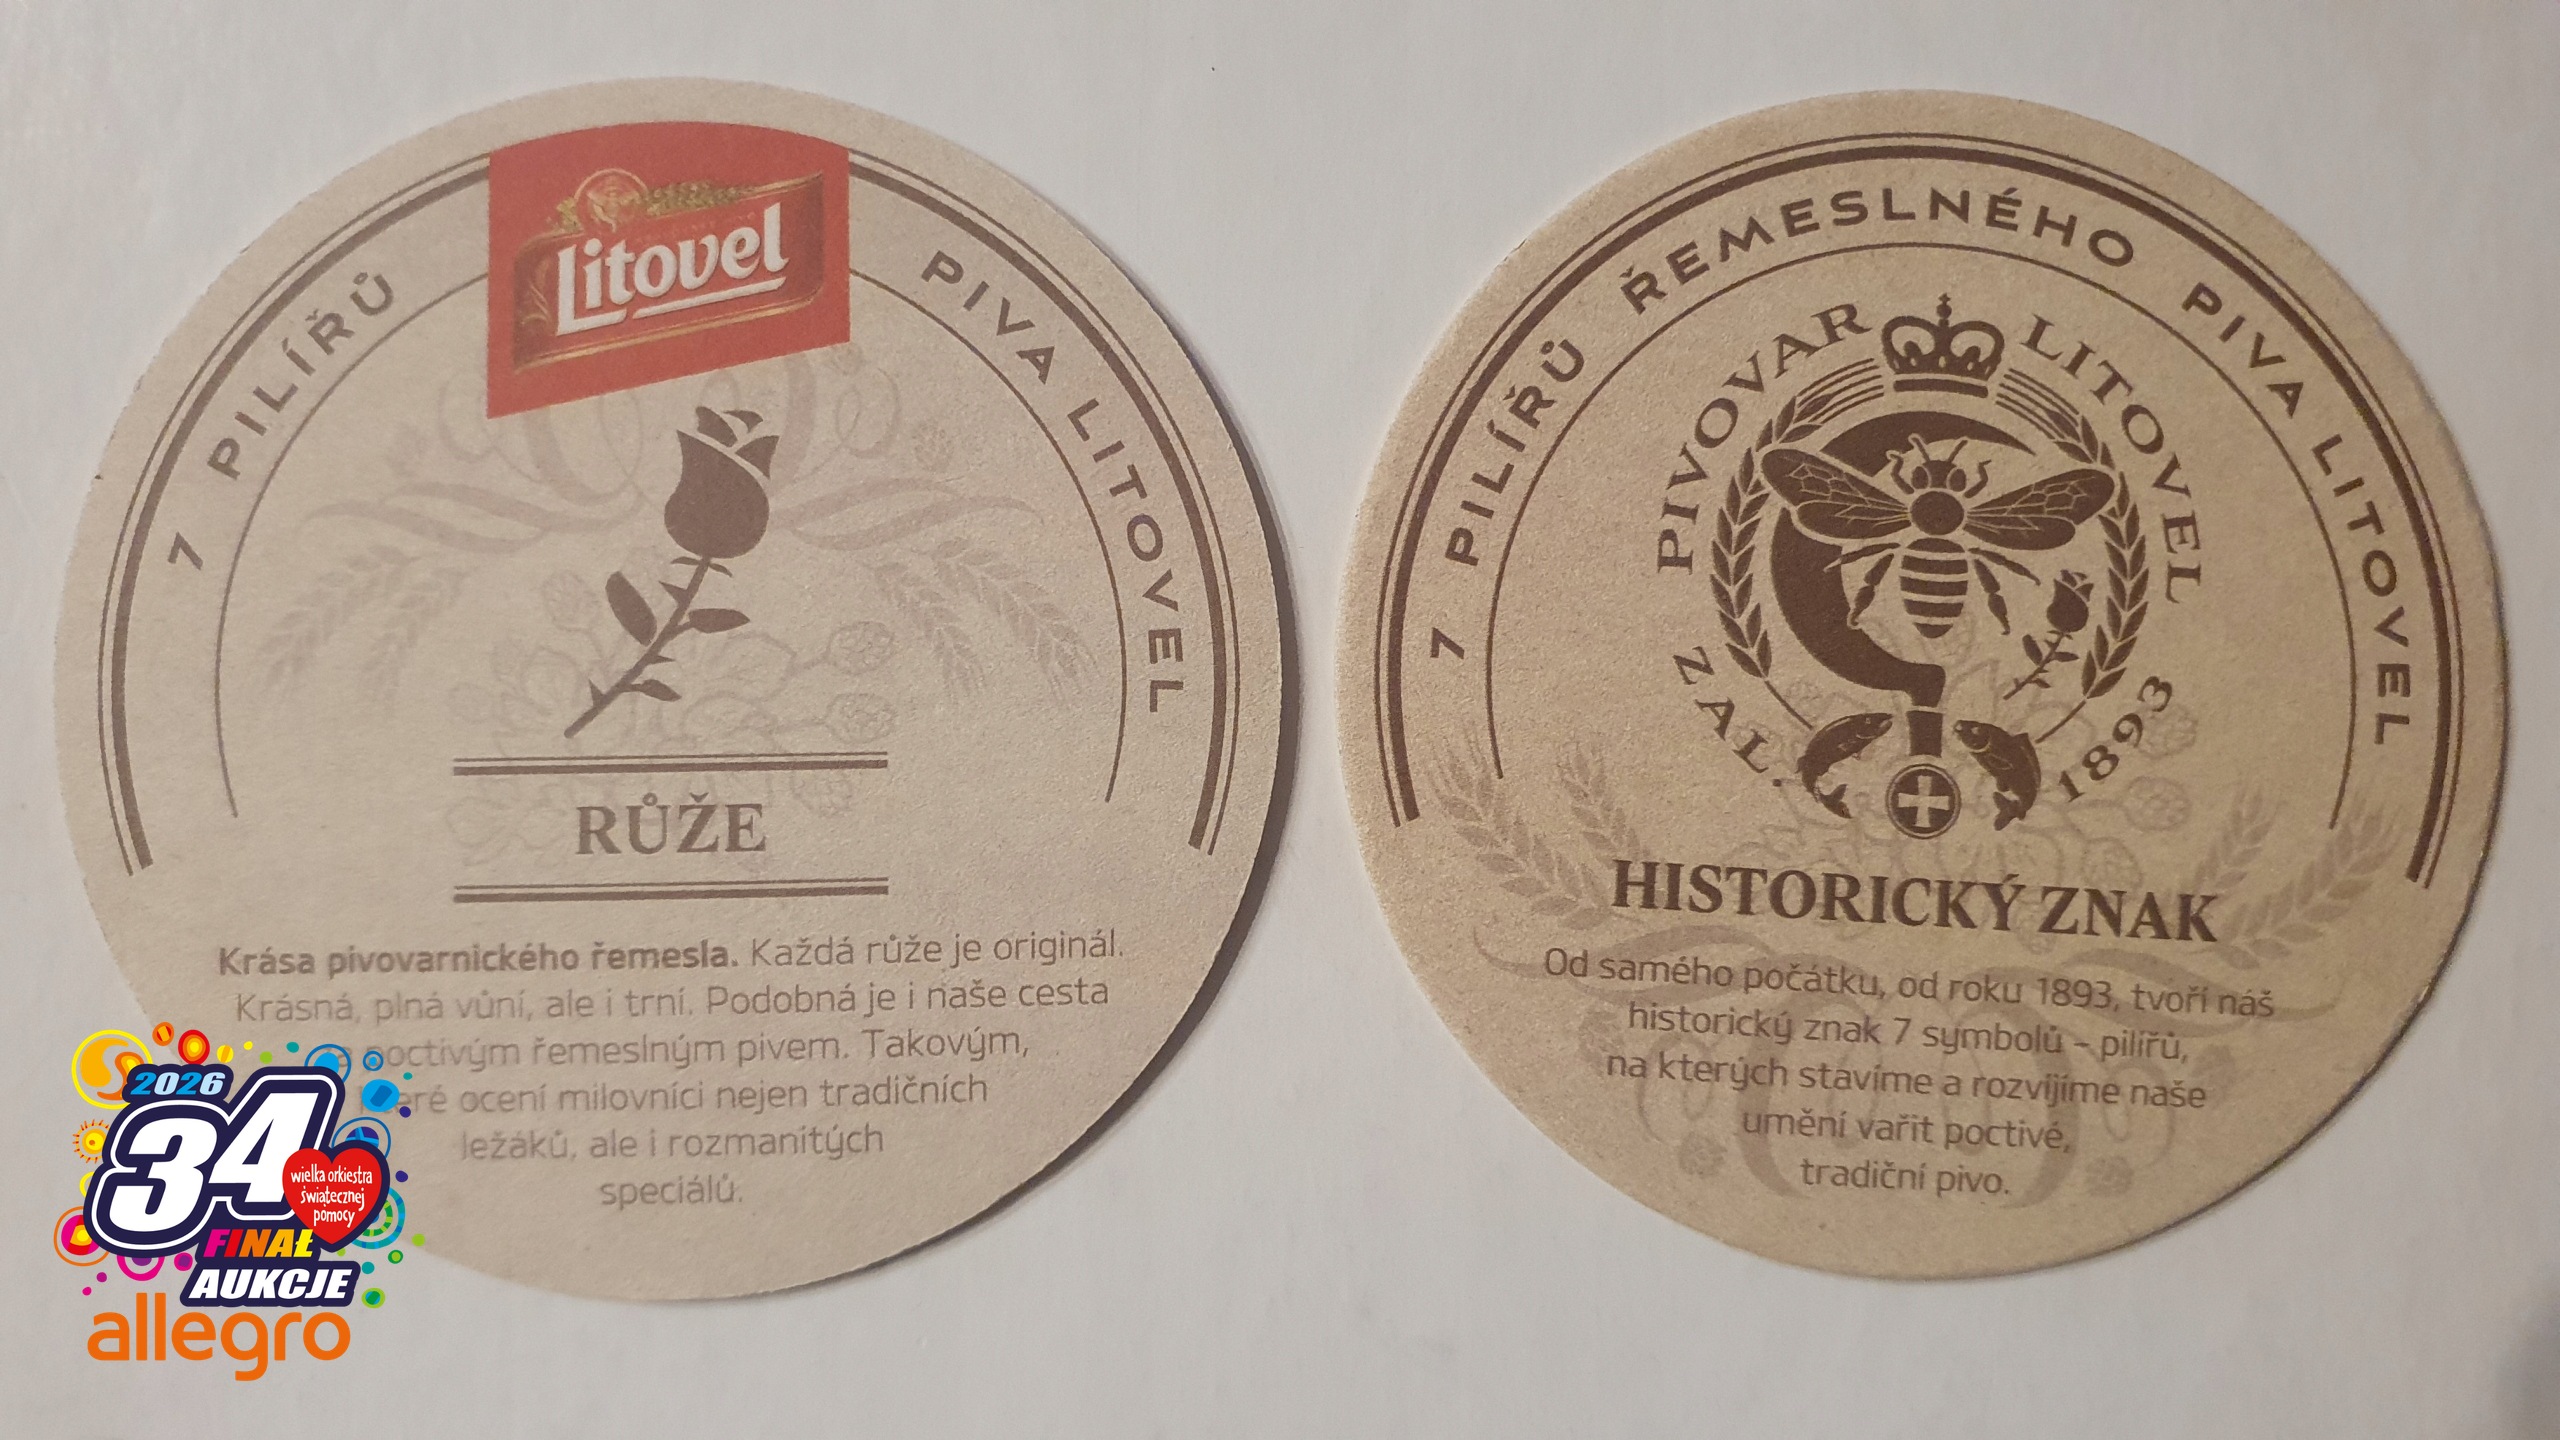 7 PILÍŘŮ
PIVA LITOVEL
Litovel
RŮŽE
Krása pivovarnického řemesla. Každá růže je originál.
Krásná, plná vůní, ale i trní. Podobná je i naše cesta
poctivým řemeslným pivem. Takovým,
ocení milovníci nejen tradičních
ležáků, ale i rozmanitých
speciálů.
7 PILÍŘŮ ŘEMESLNÉHO PIVA LITOVEL
PIVOVAR LITOVEL
ZAL. 1893
HISTORICKÝ ZNAK
Od samého počátku, od roku 1893, tvoří náš
historický znak 7 symbolů – pilířů,
na kterých stavíme a rozvíjíme naše
umění vařit poctivé,
tradiční pivo.
2026
34
wielka orkiestra
świątecznej
pomocy
FINAŁ
AUKCJE
allegro